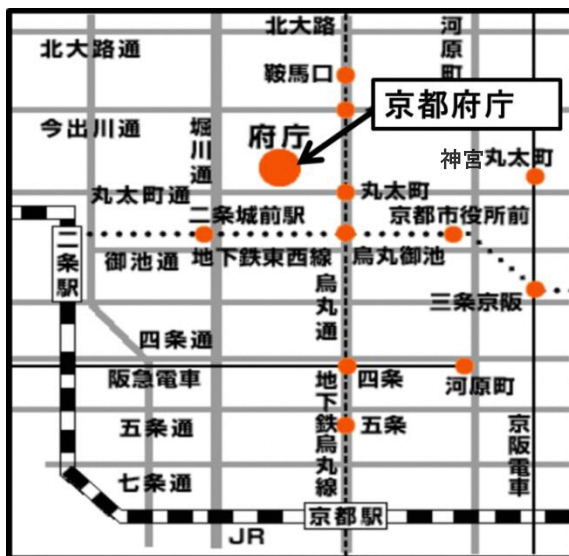 北大路
河原町
北大路通
鞍馬口
京都府庁
今出川通
堀川通
府庁
神宮丸太町
丸太町通
丸太町
二条城前駅
京都市役所前
二条駅
御池通
地下鉄東西線
烏丸御池
烏丸通
三条京阪
四条通
阪急電車
地下鉄烏丸線
四条
河原町
五条通
五条
京阪電車
七条通
京都駅
JR